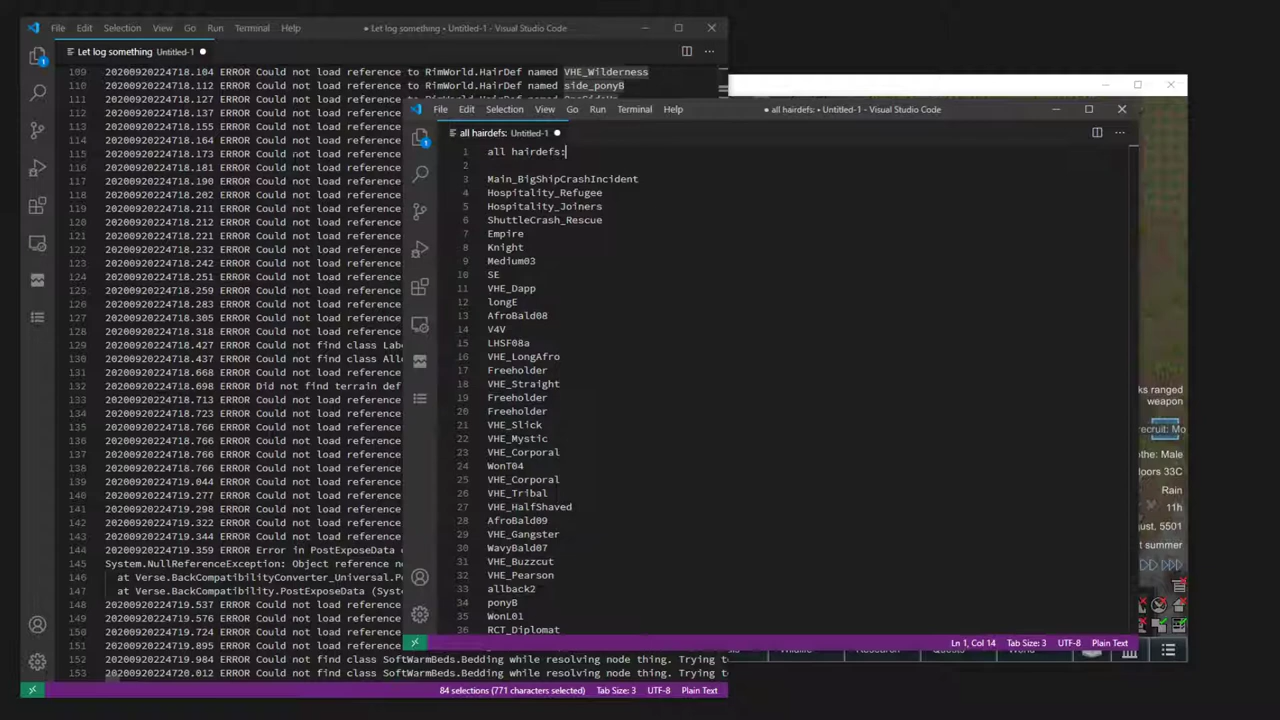 File Edit Selection View Go Run Terminal Help
● Let log something • Untitled-1 - Visual Studio Code
Let log something Untitled-1 ●
109 20200920224718.104 ERROR Could not load reference to RimWorld.HairDef named VHE_Wilderness
110 20200920224718.112 ERROR Could not load reference to RimWorld.HairDef named side_ponyB
111 20200920224718.127 ERROR Could not load reference to RimWorld.HairDef named
112 20200920224718.137 ERROR Could not load reference
113 20200920224718.155 ERROR Could not load reference
114 20200920224718.164 ERROR Could not load reference
115 20200920224718.173 ERROR Could not load reference
116 20200920224718.181 ERROR Could not load reference
117 20200920224718.190 ERROR Could not load reference
118 20200920224718.202 ERROR Could not load reference
119 20200920224718.211 ERROR Could not load reference
120 20200920224718.212 ERROR Could not load reference
121 20200920224718.221 ERROR Could not load reference
122 20200920224718.232 ERROR Could not load reference
123 20200920224718.242 ERROR Could not load reference
124 20200920224718.251 ERROR Could not load reference
125 20200920224718.259 ERROR Could not load reference
126 20200920224718.283 ERROR Could not load reference
127 20200920224718.305 ERROR Could not load reference
128 20200920224718.318 ERROR Could not load reference
129 20200920224718.427 ERROR Could not find class Lab
130 20200920224718.437 ERROR Could not find class All
131 20200920224718.668 ERROR Could not load reference
132 20200920224718.698 ERROR Did not find terrain def
133 20200920224718.713 ERROR Could not load reference
134 20200920224718.723 ERROR Could not load reference
135 20200920224718.766 ERROR Could not load reference
136 20200920224718.766 ERROR Could not load reference
137 20200920224718.766 ERROR Could not load reference
138 20200920224718.766 ERROR Could not load reference
139 20200920224719.044 ERROR Could not load reference
140 20200920224719.277 ERROR Could not load reference
141 20200920224719.298 ERROR Could not load reference
142 20200920224719.322 ERROR Could not load reference
143 20200920224719.344 ERROR Could not load reference
144 20200920224719.359 ERROR Error in PostExposeData
145 System.NullReferenceException: Object reference no
146 at Verse.BackCompatibilityConverter_Universal.P
147 at Verse.BackCompatibility.PostExposeData (Syst
148 20200920224719.537 ERROR Could not load reference
149 20200920224719.576 ERROR Could not load reference
150 20200920224719.724 ERROR Could not load reference
151 20200920224719.895 ERROR Could not load reference
152 20200920224719.984 ERROR Could not find class SoftWarmBeds.Bedding while resolving node thing. Trying t
153 20200920224720.012 ERROR Could not find class SoftWarmBeds.Bedding while resolving node thing. Trying t
84 selections (771 characters selected) Tab Size: 3 UTF-8 Plain Text
File Edit Selection View Go Run Terminal Help
● all hairdefs: • Untitled-1 - Visual Studio Code
all hairdefs: Untitled-1 ●
1 all hairdefs:
2
3 Main_BigShipCrashIncident
4 Hospitality_Refugee
5 Hospitality_Joiners
6 ShuttleCrash_Rescue
7 Empire
8 Knight
9 Medium03
10 SE
11 VHE_Dapp
12 longE
13 AfroBald08
14 V4V
15 LHSF08a
16 VHE_LongAfro
17 Freeholder
18 VHE_Straight
19 Freeholder
20 Freeholder
21 VHE_Slick
22 VHE_Mystic
23 VHE_Corporal
24 WonT04
25 VHE_Corporal
26 VHE_Tribal
27 VHE_HalfShaved
28 AfroBald09
29 VHE_Gangster
30 WavyBald07
31 VHE_Buzzcut
32 VHE_Pearson
33 allback2
34 ponyB
35 WonL01
36 RCT_Diplomat
Ln 1, Col 14 Tab Size: 3 UTF-8 Plain Text
ks ranged
weapon
recruit: Mo
othe: Male
doors 33C
Rain
11h
ust, 5501
t summer